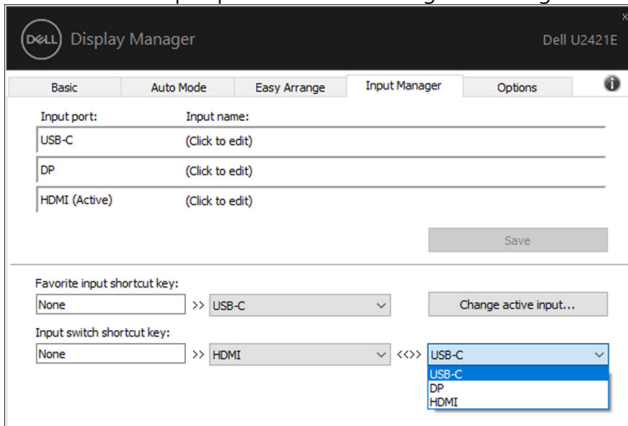 DELL Display Manager Dell U2421E
x
Basic Auto Mode Easy Arrange Input Manager Options i
Input port: Input name:
USB-C (Click to edit)
DP (Click to edit)
HDMI (Active) (Click to edit)
Save
Favorite input shortcut key:
None >> USB-C Change active input...
Input switch shortcut key:
None >> HDMI <<>> USB-C
USB-C
DP
HDMI